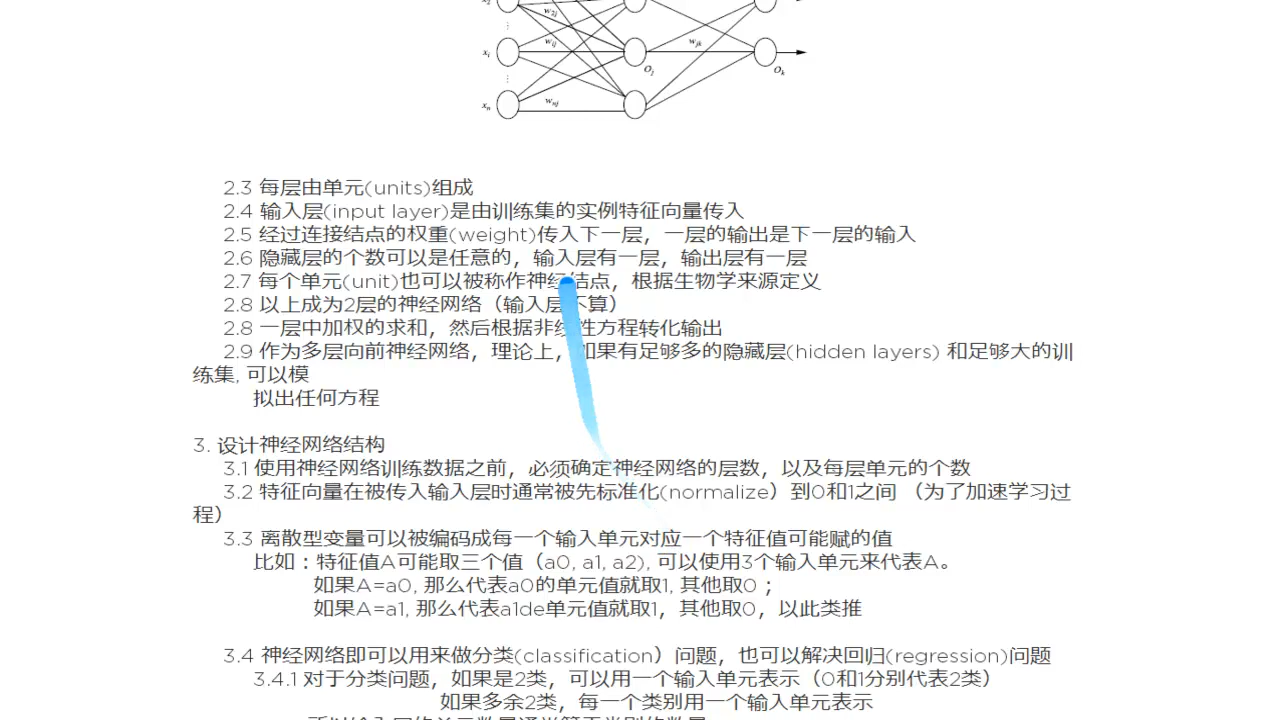 x2
w2j
xi
wij
wjk
Oj
Ok
xn
wnj
2.3 每层由单元(units)组成
2.4 输入层(input layer)是由训练集的实例特征向量传入
2.5 经过连接结点的权重(weight)传入下一层，一层的输出是下一层的输入
2.6 隐藏层的个数可以是任意的，输入层有一层，输出层有一层
2.7 每个单元(unit)也可以被称作神经结点，根据生物学来源定义
2.8 以上成为2层的神经网络（输入层不算）
2.8 一层中加权的求和，然后根据非线性方程转化输出
2.9 作为多层向前神经网络，理论上，如果有足够多的隐藏层(hidden layers) 和足够大的训
练集, 可以模
拟出任何方程
3. 设计神经网络结构
3.1 使用神经网络训练数据之前，必须确定神经网络的层数，以及每层单元的个数
3.2 特征向量在被传入输入层时通常被先标准化(normalize）到0和1之间 （为了加速学习过
程）
3.3 离散型变量可以被编码成每一个输入单元对应一个特征值可能赋的值
比如：特征值A可能取三个值（a0, a1, a2), 可以使用3个输入单元来代表A。
如果A=a0, 那么代表a0的单元值就取1, 其他取0；
如果A=a1, 那么代表a1de单元值就取1，其他取0，以此类推
3.4 神经网络即可以用来做分类(classification）问题，也可以解决回归(regression)问题
3.4.1 对于分类问题，如果是2类，可以用一个输入单元表示（0和1分别代表2类）
如果多余2类，每一个类别用一个输入单元表示
所以输入层的单元数量通常等于类别的数量